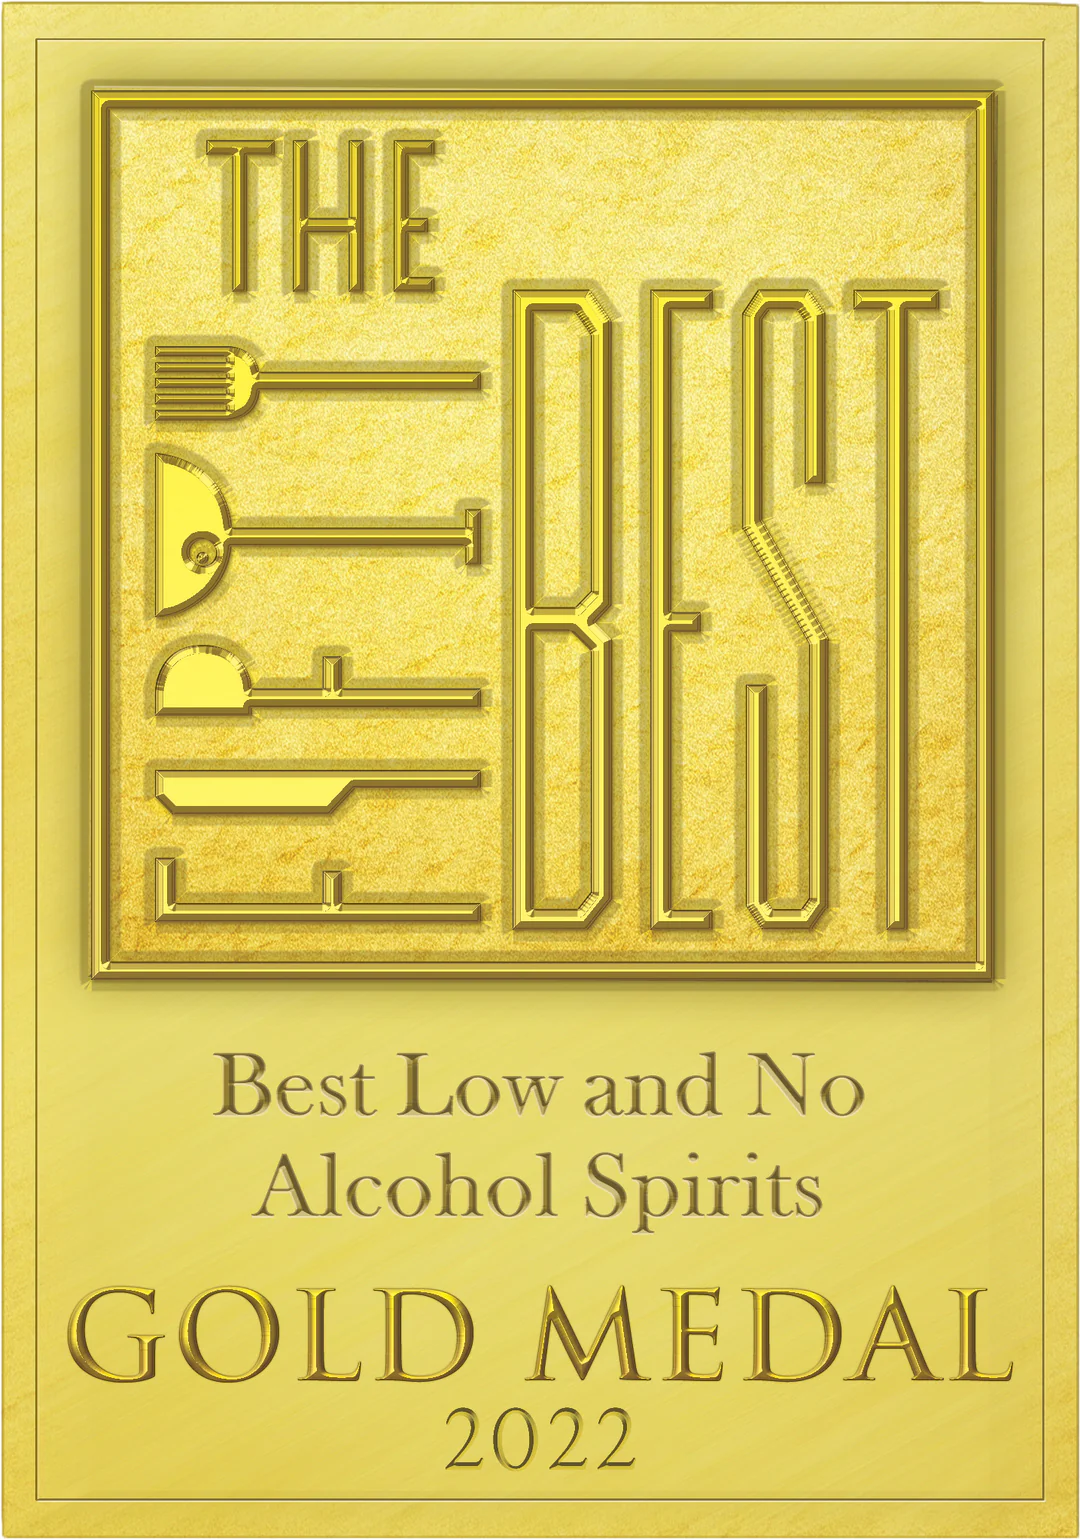 THE
FIFTY
BEST
Best Low and No
Alcohol Spirits
GOLD MEDAL
2022